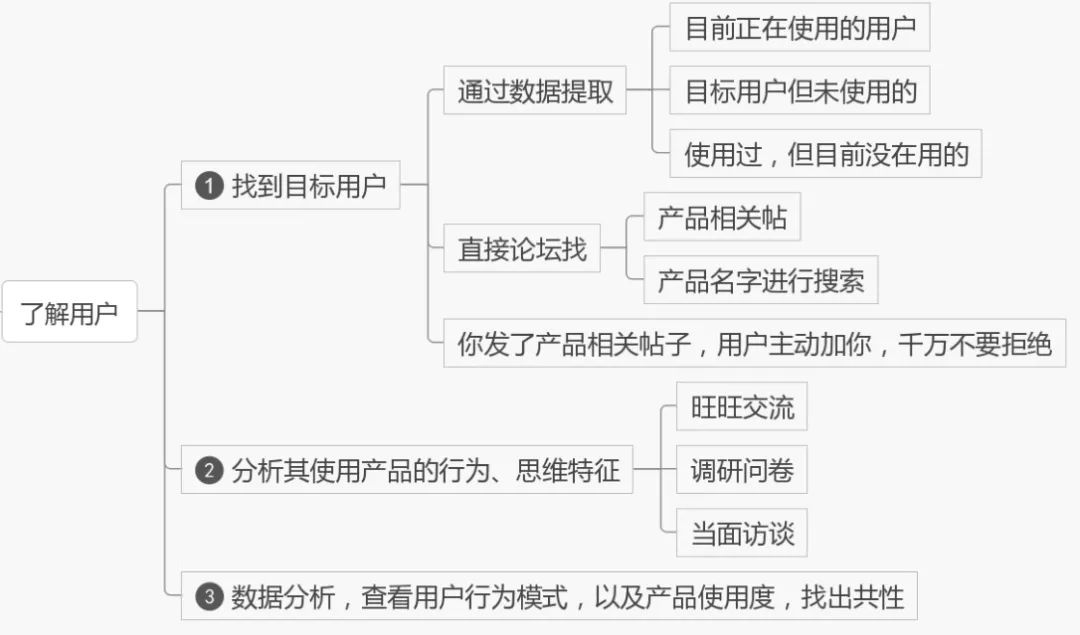 了解用户
1 找到目标用户
通过数据提取
目前正在使用的用户
目标用户但未使用的
使用过，但目前没在用的
直接论坛找
产品相关帖
产品名字进行搜索
你发了产品相关帖子，用户主动加你，千万不要拒绝
2 分析其使用产品的行为、思维特征
旺旺交流
调研问卷
当面访谈
3 数据分析，查看用户行为模式，以及产品使用度，找出共性